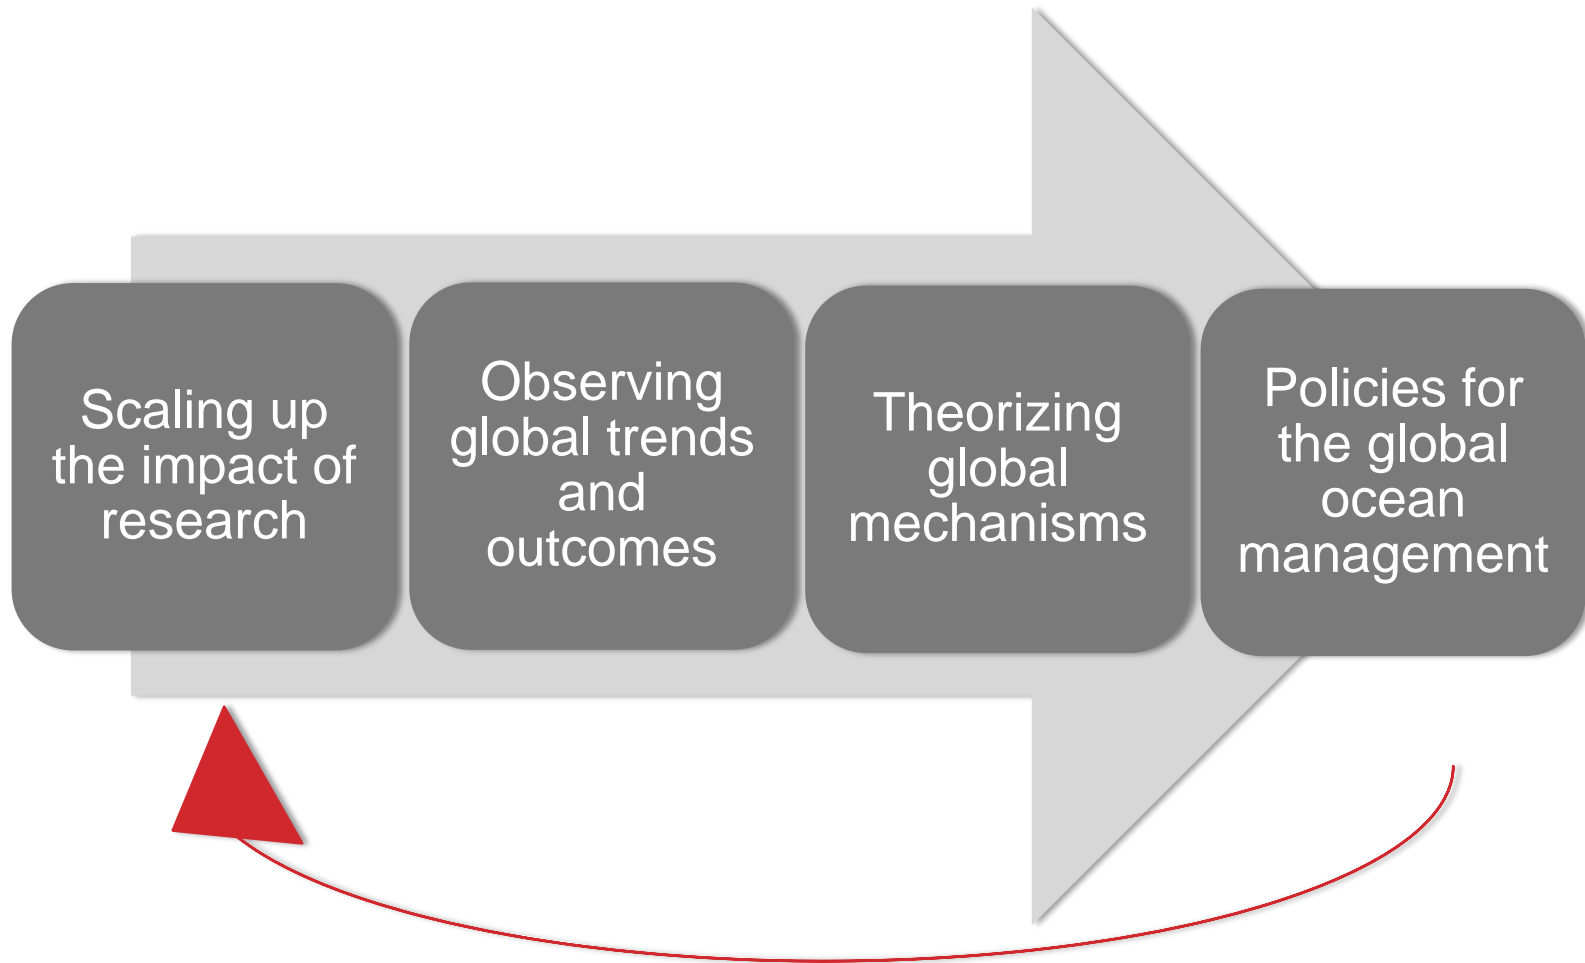 Scaling up
the impact of
research
Observing
global trends
and
outcomes
Theorizing
global
mechanisms
Policies for
the global
ocean
management